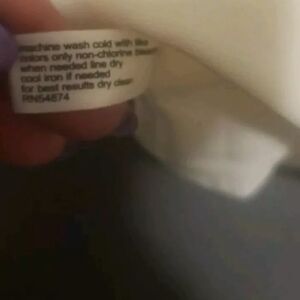 machine wash cold with like
colors only non-chlorine bleach
when needed line dry
cool iron if needed
for best results dry clean
RN54874